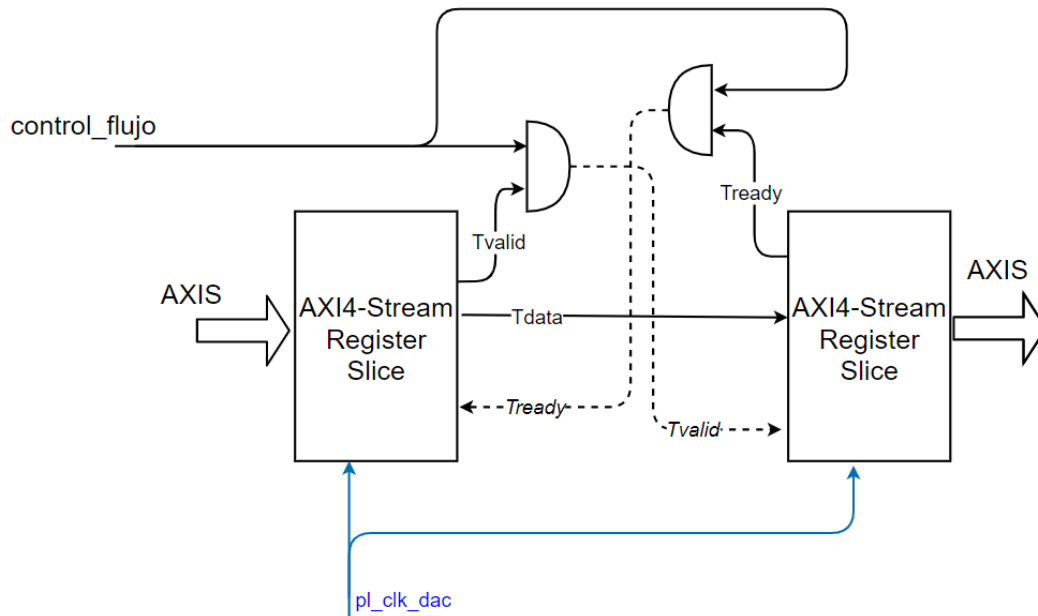 control_flujo
Tready
Tvalid
AXIS
AXI4-Stream
Register
Slice
Tdata
AXI4-Stream
Register
Slice
AXIS
Tready
Tvalid
pl_clk_dac